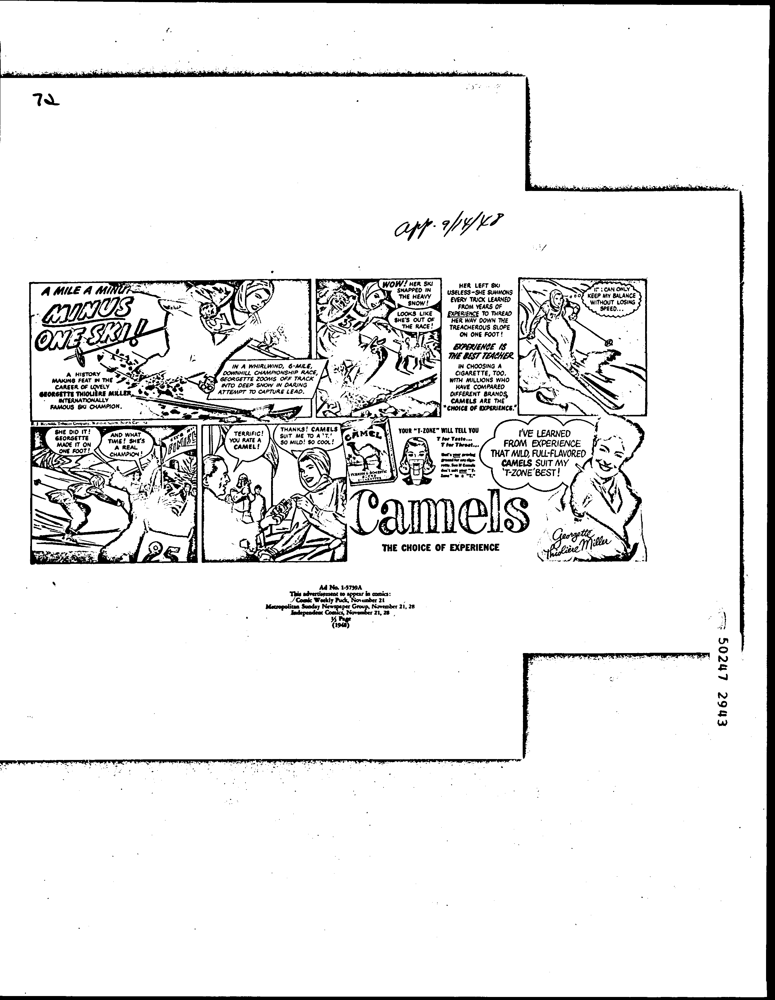 72
app. 9/14/48
A MILE A MINUTE
MINUS
ONE SKI!!
A HISTORY
MAKING FEAT IN THE
CAREER OF LOVELY
GEORGETTE THIOLIÈRE MILLER,
INTERNATIONALLY
FAMOUS SKI CHAMPION.
IN A WHIRLWIND, 6-MILE,
DOWNHILL CHAMPIONSHIP RACE,
GEORGETTE ZOOMS OFF TRACK
INTO DEEP SNOW IN DARING
ATTEMPT TO CAPTURE LEAD.
WOW! HER SKI
SNAPPED IN
THE HEAVY
SNOW!
LOOKS LIKE
SHE'S OUT OF
THE RACE!
HER LEFT SKI
USELESS-SHE SUMMONS
EVERY TRICK LEARNED
FROM YEARS OF
EXPERIENCE TO THREAD
HER WAY DOWN THE
TREACHEROUS SLOPE
ON ONE FOOT!
EXPERIENCE IS
THE BEST TEACHER
IN CHOOSING A
CIGARETTE, TOO.
WITH MILLIONS WHO
HAVE COMPARED
DIFFERENT BRANDS,
CAMELS ARE THE
"CHOICE OF EXPERIENCE."
IF I CAN ONLY
KEEP MY BALANCE
WITHOUT LOSING
SPEED...
SHE DID IT!
GEORGETTE
MADE IT ON
ONE FOOT!
AND WHAT
TIME! SHE'S
A REAL
CHAMPION!
85
TERRIFIC!
YOU RATE A
CAMEL!
THANKS! CAMELS
SUIT ME TO A 'T.'
SO MILD! SO COOL!
CAMEL
YOUR "T-ZONE" WILL TELL YOU
T for Taste...
T for Throat...
Camels
THE CHOICE OF EXPERIENCE
I'VE LEARNED
FROM EXPERIENCE
THAT MILD, FULL-FLAVORED
CAMELS SUIT MY
'T-ZONE' BEST!
Georgette
Thiolière Miller
Ad No. 1-5759A
This advertisement to appear in comics:
Comic Weekly Puck, November 21
Metropolitan Sunday Newspaper Group, November 21, 28
Independent Comics, November 21, 28
⅓ Page
(1948)
50247 2943